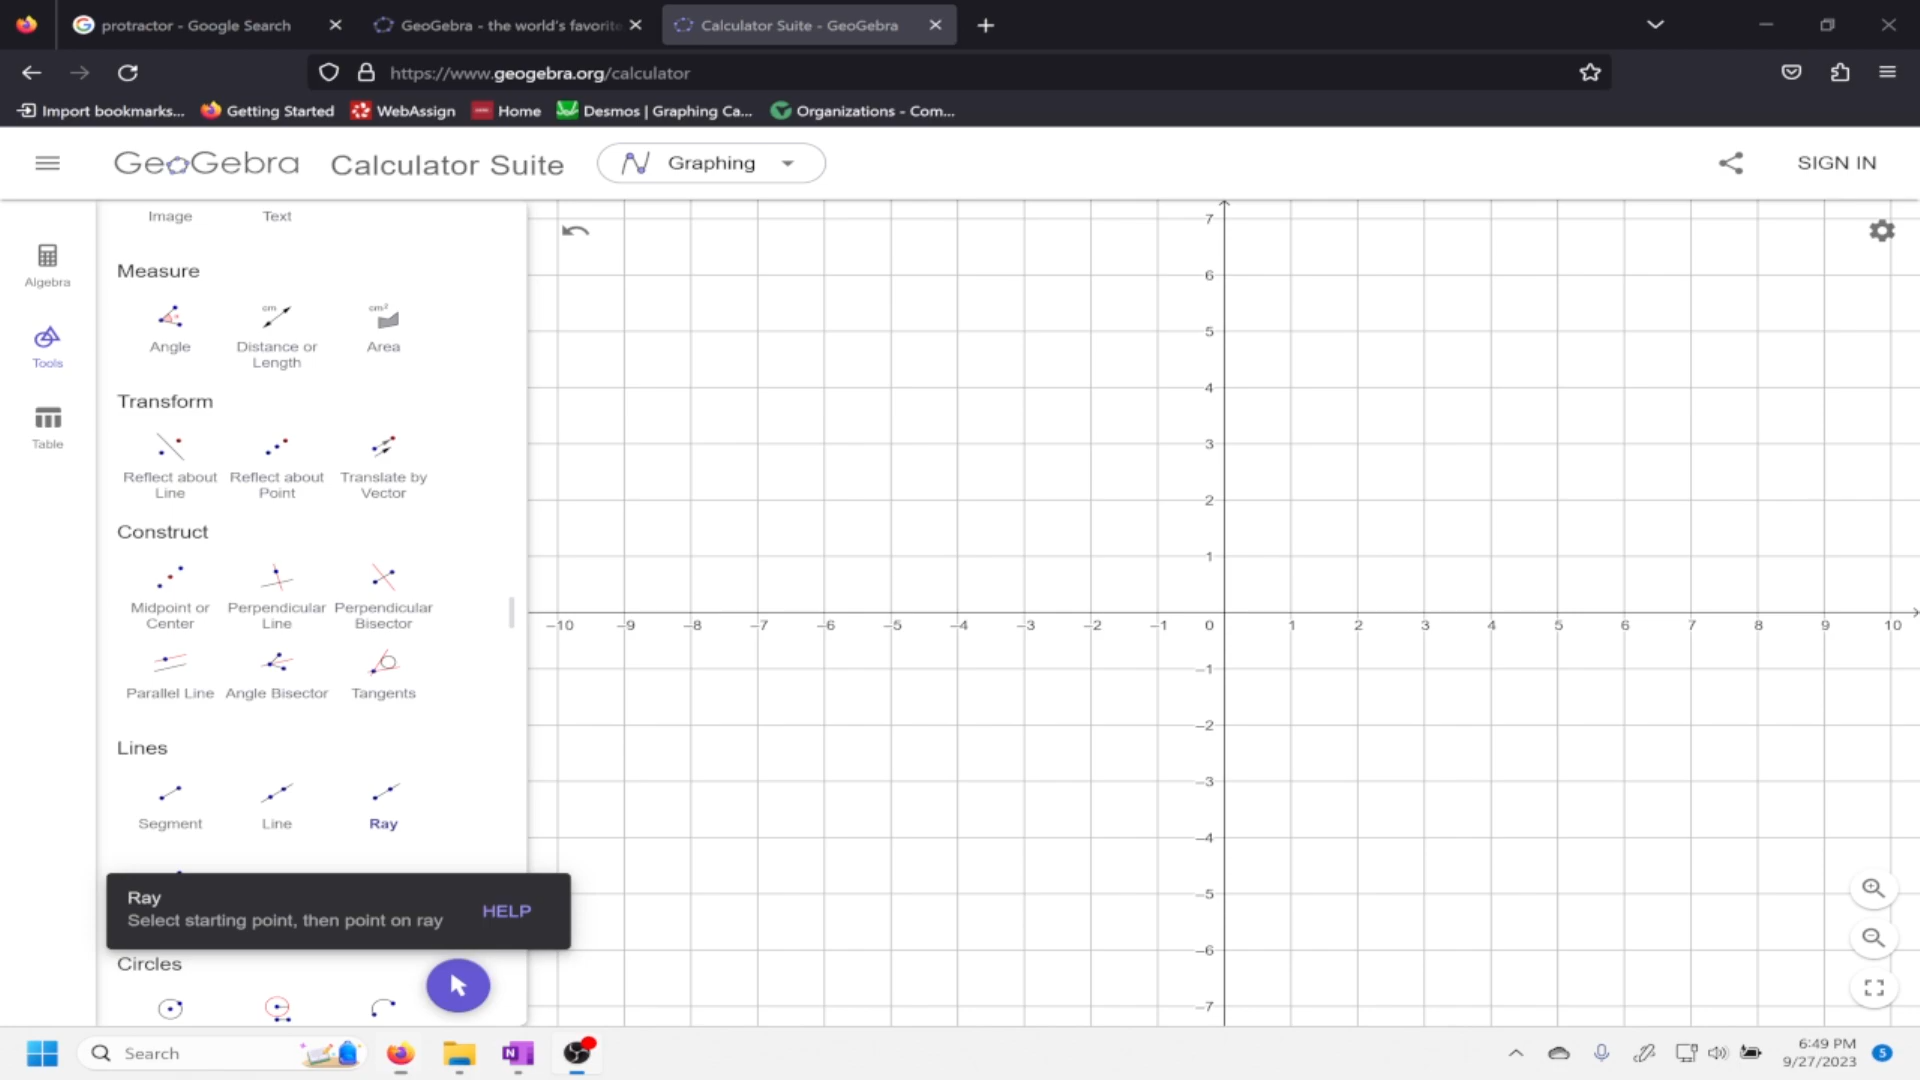 protractor - Google Search
GeoGebra - the world's favorite
Calculator Suite - GeoGebra
https://www.geogebra.org/calculator
Import bookmarks...
Getting Started
WebAssign
Home
Desmos | Graphing Ca...
Organizations - Com...
GeoGebra
Calculator Suite
Graphing
SIGN IN
Algebra
Tools
Table
Image Text
Measure
Angle
Distance or
Length
Area
cm
cm²
Transform
Reflect about
Line
Reflect about
Point
Translate by
Vector
Construct
Midpoint or
Center
Perpendicular
Line
Perpendicular
Bisector
Parallel Line
Angle Bisector
Tangents
Lines
Segment
Line
Ray
Ray
Select starting point, then point on ray
HELP
Circles
7
6
5
4
3
2
1
–10 –9 –8 –7 –6 –5 –4 –3 –2 –1 0 1 2 3 4 5 6 7 8 9 10
–1
–2
–3
–4
–5
–6
–7
Search
N
6:49 PM
9/27/2023
5